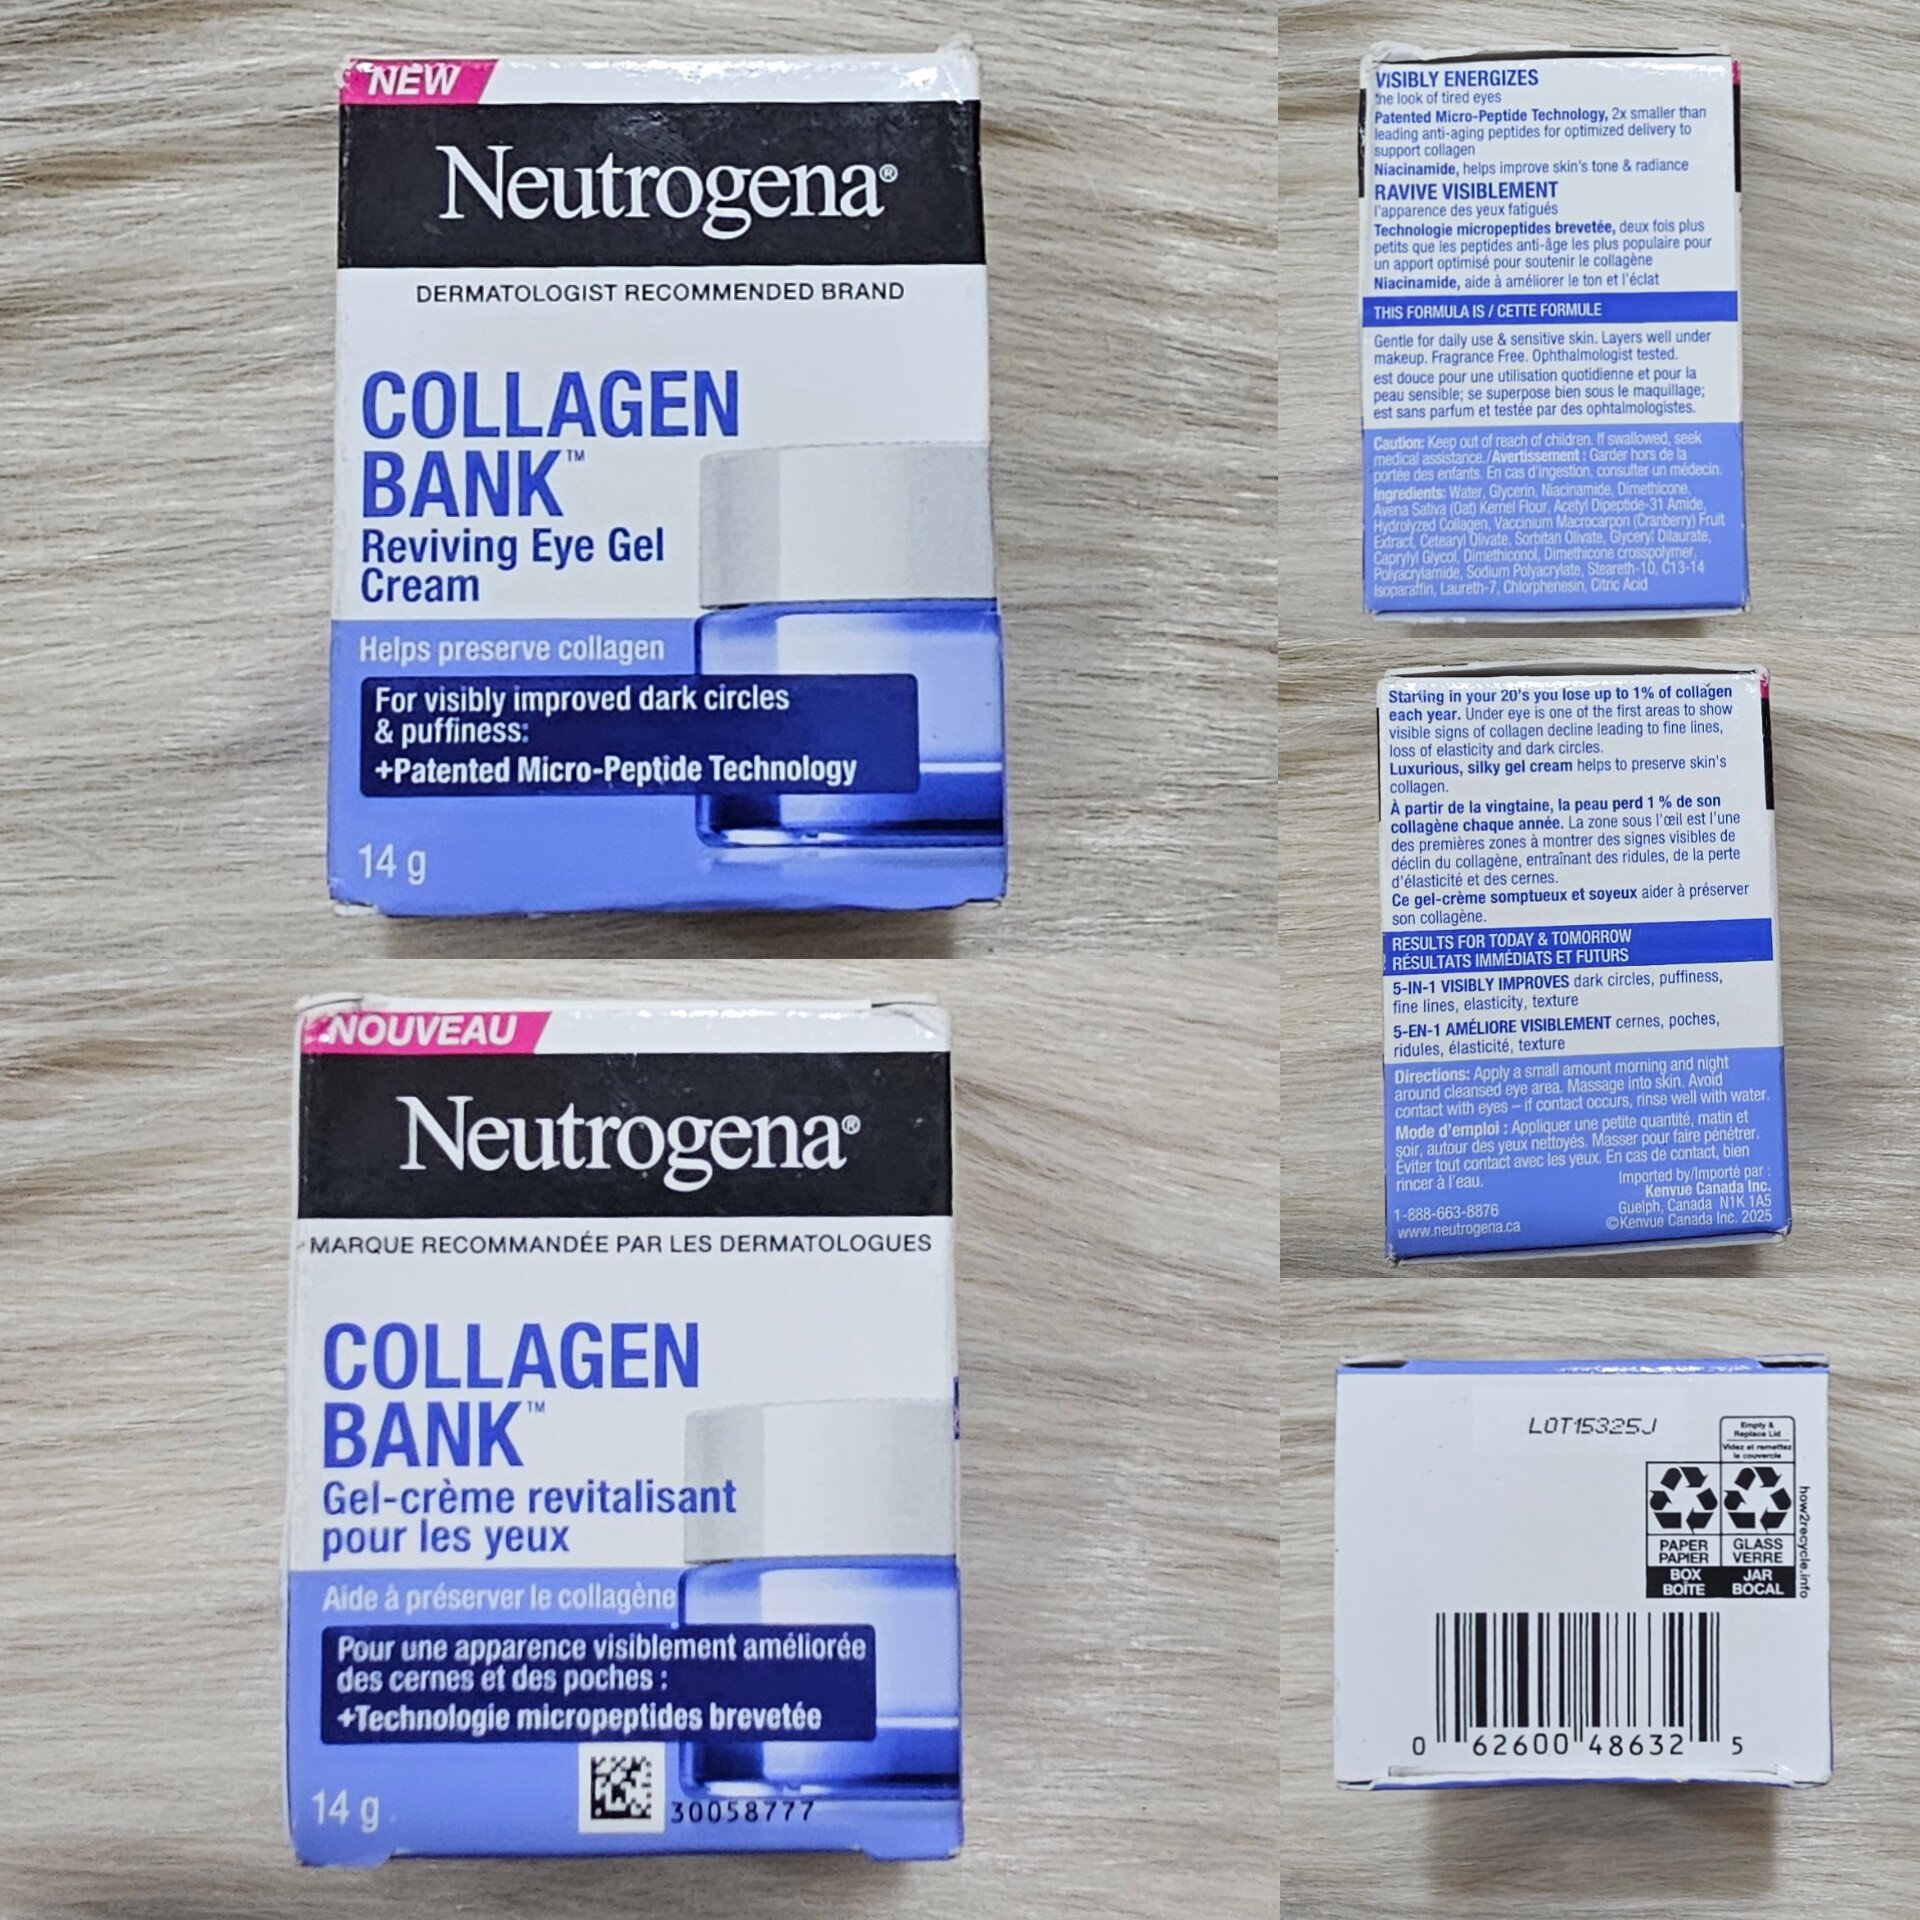 NEW
Neutrogena®
DERMATOLOGIST RECOMMENDED BRAND
COLLAGEN
BANK™
Reviving Eye Gel
Cream
Helps preserve collagen
For visibly improved dark circles
& puffiness:
+Patented Micro-Peptide Technology
14 g
NOUVEAU
Neutrogena®
MARQUE RECOMMANDÉE PAR LES DERMATOLOGUES
COLLAGEN
BANK™
Gel-crème revitalisant
pour les yeux
Aide à préserver le collagène
Pour une apparence visiblement améliorée
des cernes et des poches :
+Technologie micropeptides brevetée
14 g
30058777
VISIBLY ENERGIZES
the look of tired eyes
Patented Micro-Peptide Technology, 2x smaller than
leading anti-aging peptides for optimized delivery to
support collagen
Niacinamide, helps improve skin's tone & radiance
RAVIVE VISIBLEMENT
l'apparence des yeux fatigués
Technologie micropeptides brevetée, deux fois plus
petits que les peptides anti-âge les plus populaire pour
un apport optimisé pour soutenir le collagène
Niacinamide, aide à améliorer le ton et l'éclat
THIS FORMULA IS / CETTE FORMULE
Gentle for daily use & sensitive skin. Layers well under
makeup. Fragrance Free. Ophthalmologist tested.
est douce pour une utilisation quotidienne et pour la
peau sensible; se superpose bien sous le maquillage;
est sans parfum et testée par des ophtalmologistes.
Caution: Keep out of reach of children. If swallowed, seek
medical assistance./Avertissement : Garder hors de la
portée des enfants. En cas d'ingestion, consulter un médecin.
Ingredients: Water, Glycerin, Niacinamide, Dimethicone,
Avena Sativa (Oat) Kernel Flour, Acetyl Dipeptide-31 Amide,
Hydrolyzed Collagen, Vaccinium Macrocarpon (Cranberry) Fruit
Extract, Cetearyl Olivate, Sorbitan Olivate, Glyceryl Dilaurate,
Caprylyl Glycol, Dimethiconol, Dimethicone crosspolymer,
Polyacrylamide, Sodium Polyacrylate, Steareth-10, C13-14
Isoparaffin, Laureth-7, Chlorphenesin, Citric Acid
Starting in your 20's you lose up to 1% of collagen
each year. Under eye is one of the first areas to show
visible signs of collagen decline leading to fine lines,
loss of elasticity and dark circles.
Luxurious, silky gel cream helps to preserve skin's
collagen.
À partir de la vingtaine, la peau perd 1 % de son
collagène chaque année. La zone sous l'œil est l'une
des premières zones à montrer des signes visibles de
déclin du collagène, entraînant des ridules, de la perte
d'élasticité et des cernes.
Ce gel-crème somptueux et soyeux aider à préserver
son collagène.
RESULTS FOR TODAY & TOMORROW
RÉSULTATS IMMÉDIATS ET FUTURS
5-IN-1 VISIBLY IMPROVES dark circles, puffiness,
fine lines, elasticity, texture
5-EN-1 AMÉLIORE VISIBLEMENT cernes, poches,
ridules, élasticité, texture
Directions: Apply a small amount morning and night
around cleansed eye area. Massage into skin. Avoid
contact with eyes – if contact occurs, rinse well with water.
Mode d'emploi : Appliquer une petite quantité, matin et
soir, autour des yeux nettoyés. Masser pour faire pénétrer.
Éviter tout contact avec les yeux. En cas de contact, bien
rincer à l'eau.
Imported by/Importé par :
Kenvue Canada Inc.
Guelph, Canada N1K 1A5
©Kenvue Canada Inc. 2025
1-888-663-8876
www.neutrogena.ca
LOT15325J
Empty &
Replace Lid
Videz et remettez
le couvercle
PAPER
PAPIER
BOX
BOÎTE
GLASS
VERRE
JAR
BOCAL
how2recycle.info
0 62600 48632 5